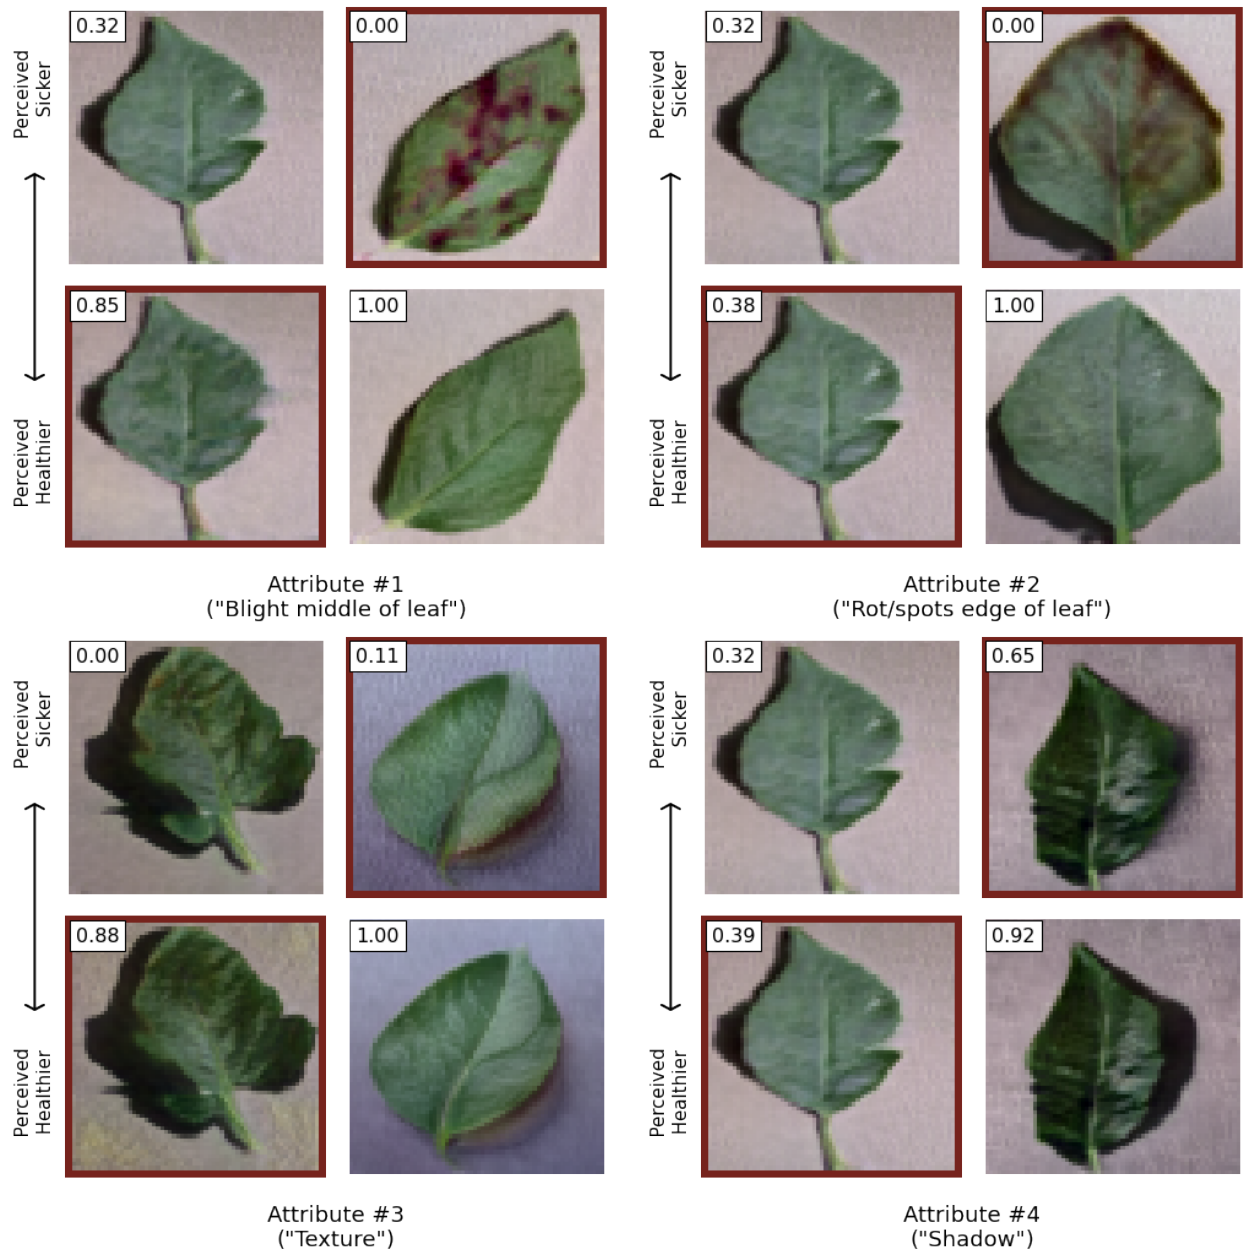 Perceived
Sicker
0.32
0.00
Perceived
Healthier
0.85
1.00
Attribute #1
("Blight middle of leaf")
Perceived
Sicker
0.32
0.00
Perceived
Healthier
0.38
1.00
Attribute #2
("Rot/spots edge of leaf")
Perceived
Sicker
0.00
0.11
Perceived
Healthier
0.88
1.00
Attribute #3
("Texture")
Perceived
Sicker
0.32
0.65
Perceived
Healthier
0.39
0.92
Attribute #4
("Shadow")